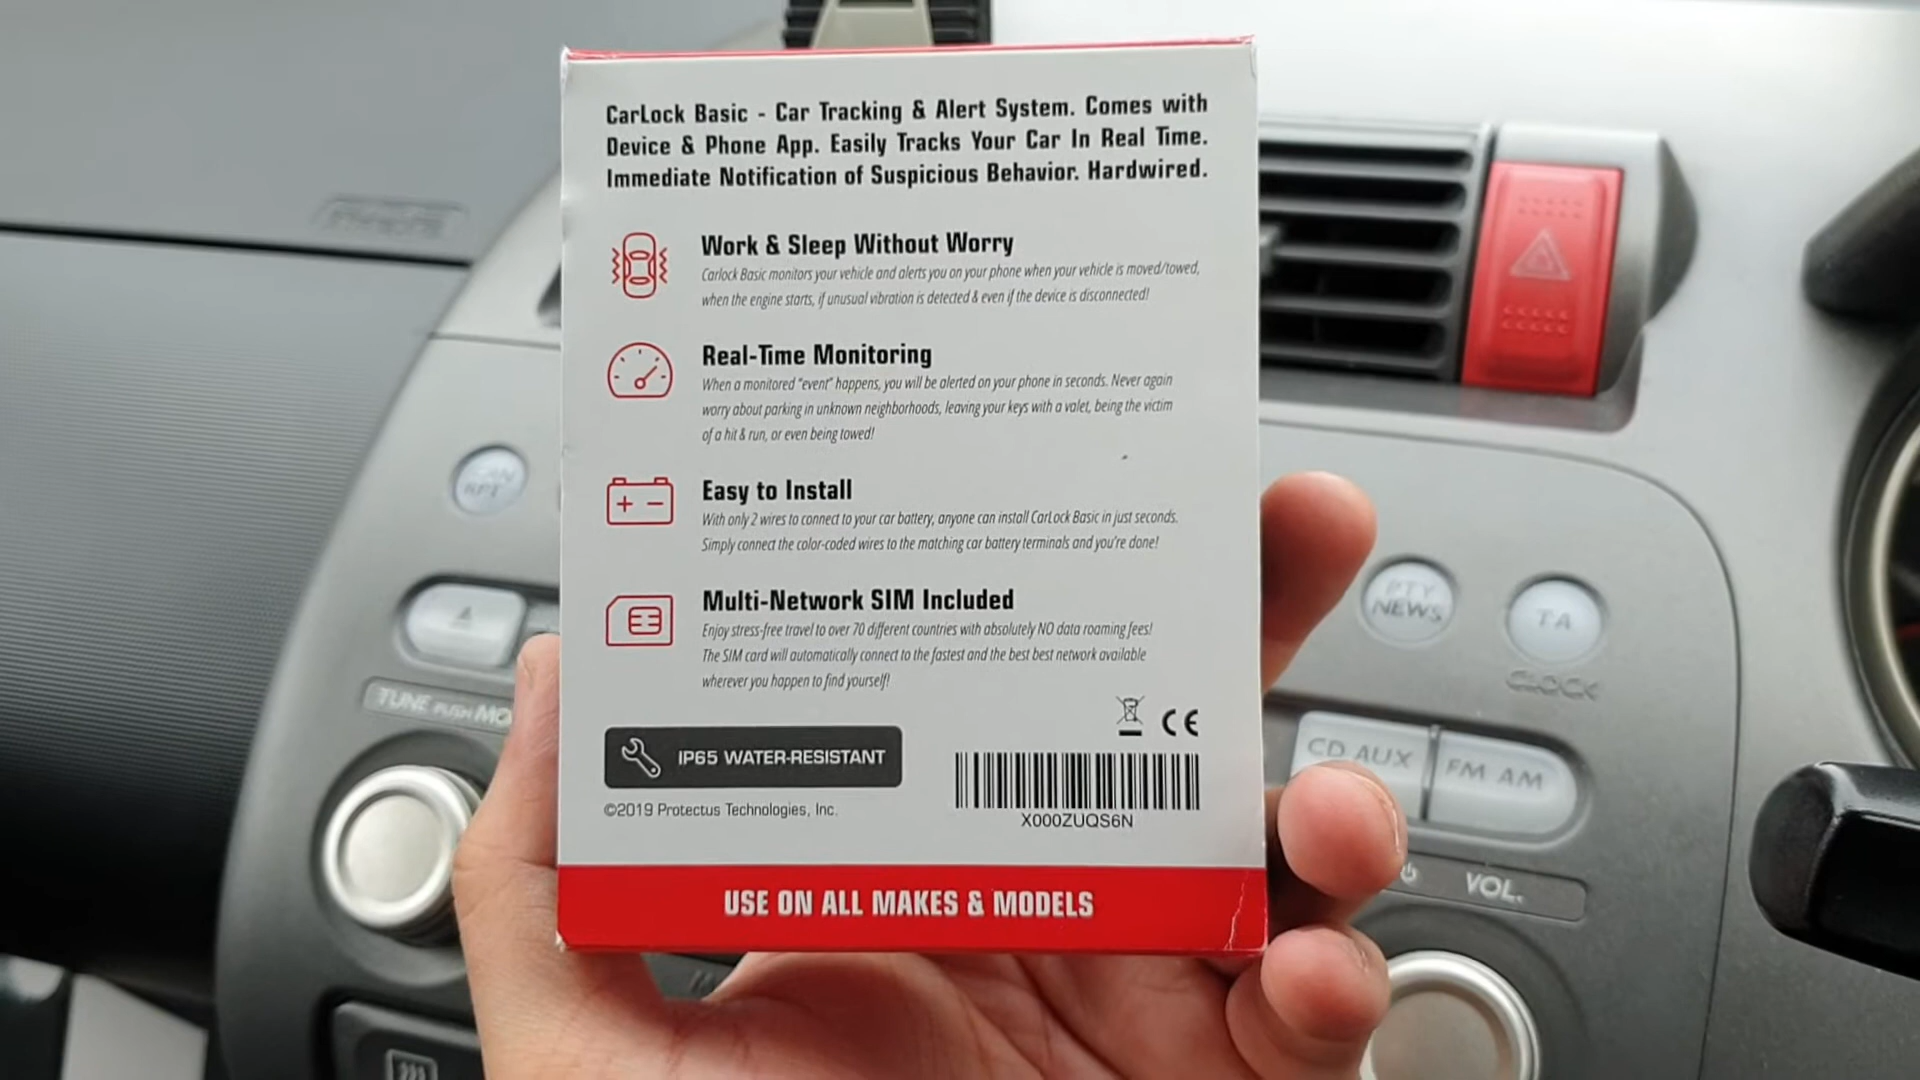 CarLock Basic - Car Tracking & Alert System. Comes with
Device & Phone App. Easily Tracks Your Car In Real Time.
Immediate Notification of Suspicious Behavior. Hardwired.
Work & Sleep Without Worry
Carlock Basic monitors your vehicle and alerts you on your phone when your vehicle is moved/towed,
when the engine starts, if unusual vibration is detected & even if the device is disconnected!
Real-Time Monitoring
When a monitored "event" happens, you will be alerted on your phone in seconds. Never again
worry about parking in unknown neighborhoods, leaving your keys with a valet, being the victim
of a hit & run, or even being towed!
Easy to Install
With only 2 wires to connect to your car battery, anyone can install CarLock Basic in just seconds.
Simply connect the color-coded wires to the matching car battery terminals and you're done!
Multi-Network SIM Included
Enjoy stress-free travel to over 70 different countries with absolutely NO data roaming fees!
The SIM card will automatically connect to the fastest and the best best network available
wherever you happen to find yourself!
CE
IP65 WATER-RESISTANT
©2019 Protectus Technologies, Inc.
X000ZUQS6N
USE ON ALL MAKES & MODELS
TUNE PUSH
PTY
NEWS
TA
CLOCK
CD AUX
FM AM
VOL.